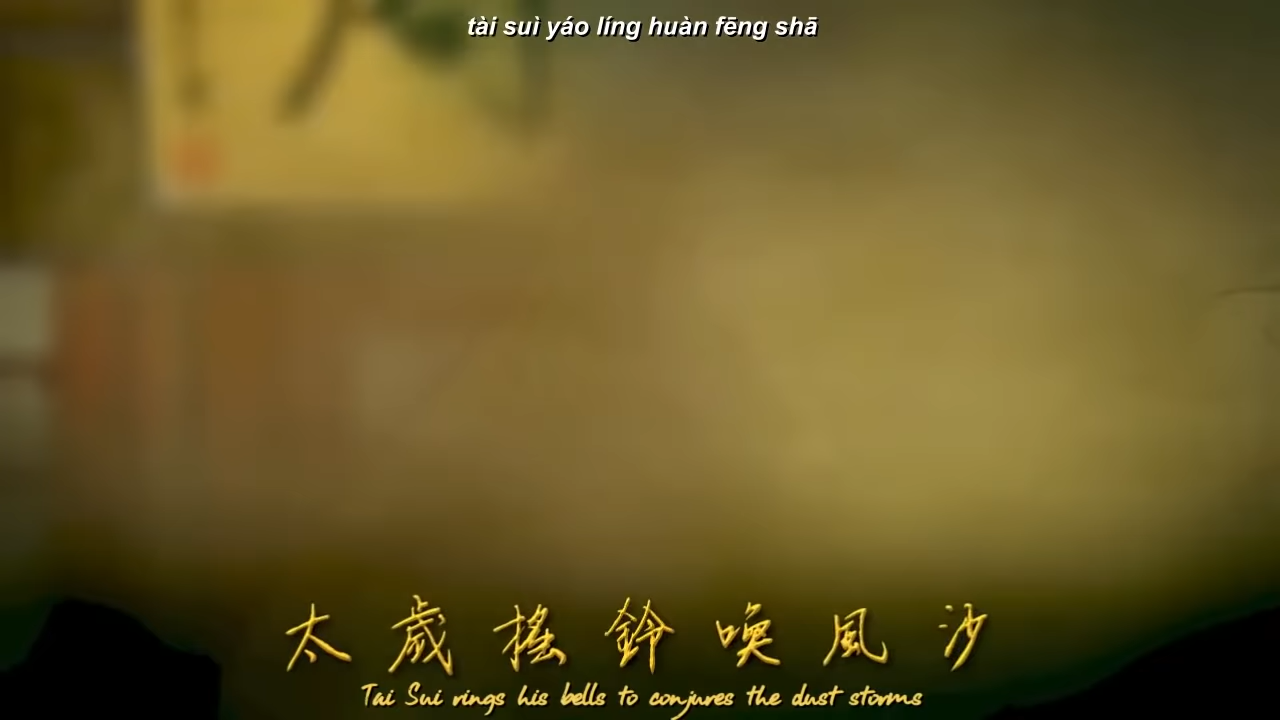 tài suì yáo líng huàn fēng shā
太歲搖鈴喚風沙
Tai Sui rings his bells to conjures the dust storms